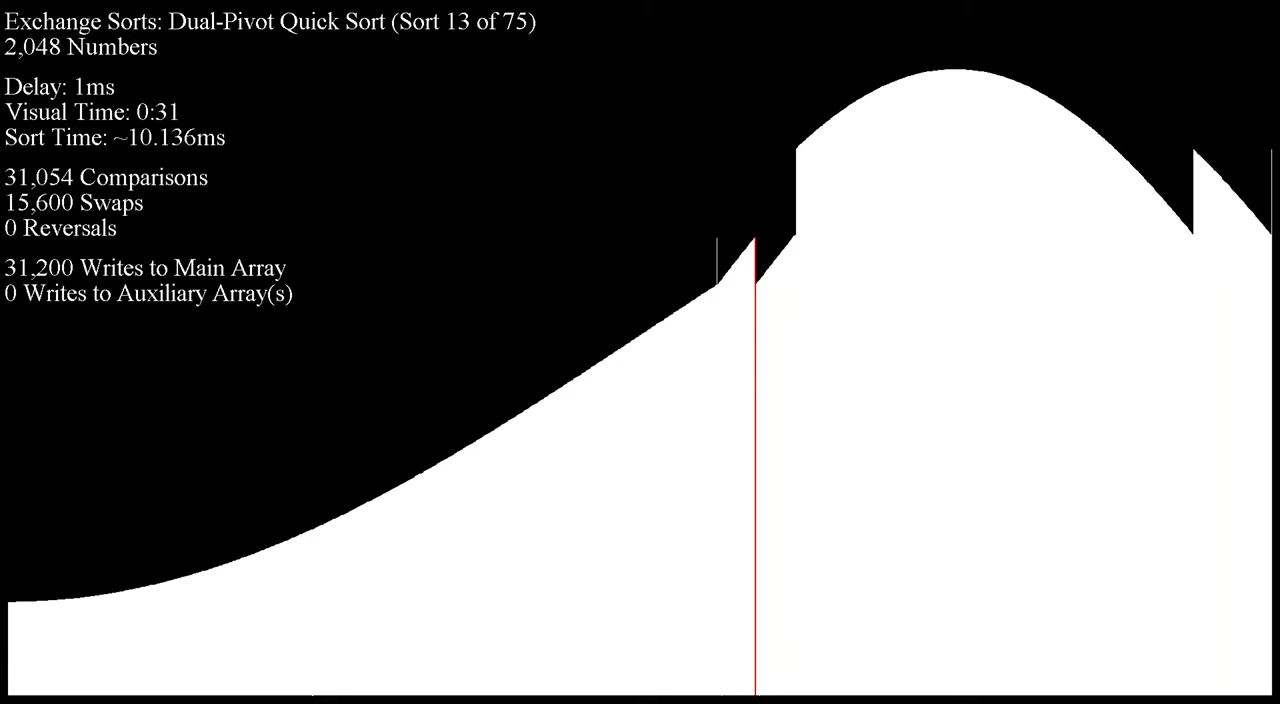 Exchange Sorts: Dual-Pivot Quick Sort (Sort 13 of 75)
2,048 Numbers
Delay: 1ms
Visual Time: 0:31
Sort Time: ~10.136ms
31,054 Comparisons
15,600 Swaps
0 Reversals
31,200 Writes to Main Array
0 Writes to Auxiliary Array(s)